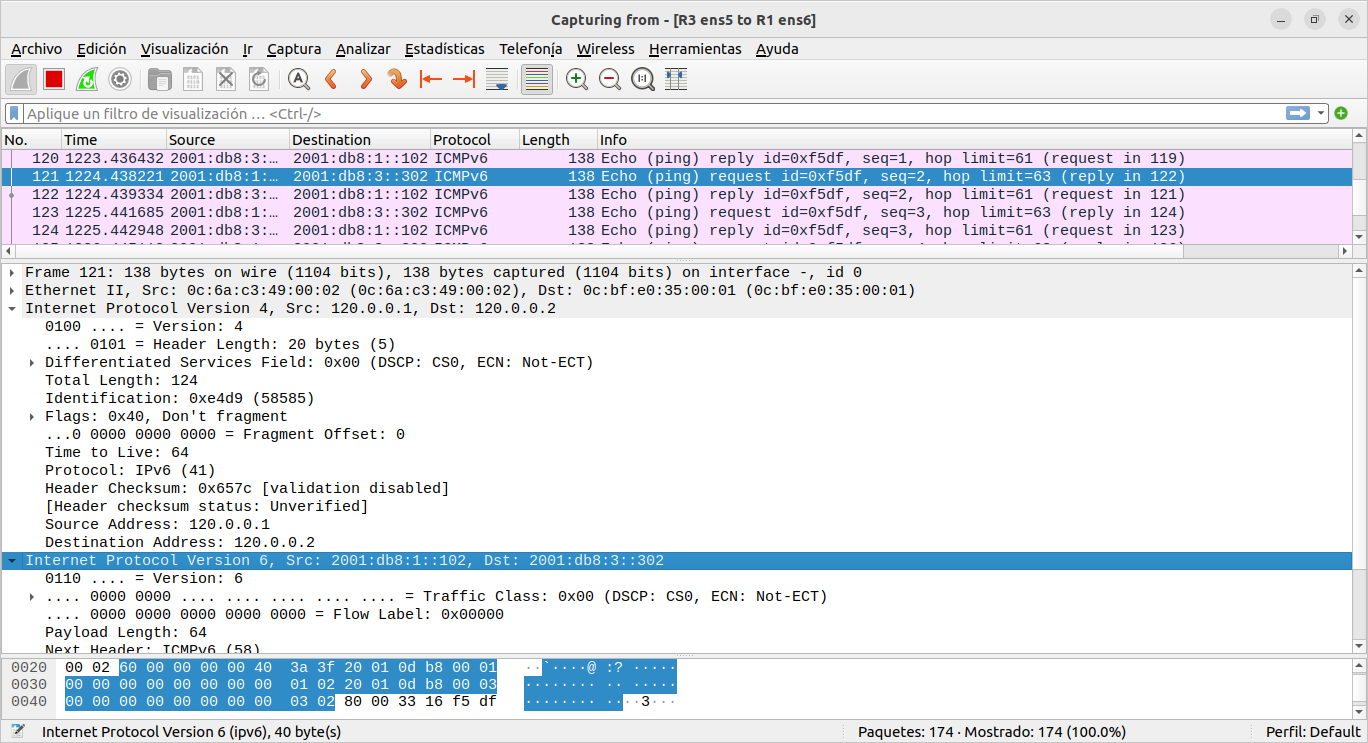 Capturing from - [R3 ens5 to R1 ens6]
Archivo Edición Visualización Ir Captura Analizar Estadísticas Telefonía Wireless Herramientas Ayuda
Aplique un filtro de visualización … <Ctrl-/>
No. Time Source Destination Protocol Length Info
120 1223.436432 2001:db8:3:… 2001:db8:1::102 ICMPv6 138 Echo (ping) reply id=0xf5df, seq=1, hop limit=61 (request in 119)
121 1224.438221 2001:db8:1:… 2001:db8:3::302 ICMPv6 138 Echo (ping) request id=0xf5df, seq=2, hop limit=63 (reply in 122)
122 1224.439334 2001:db8:3:… 2001:db8:1::102 ICMPv6 138 Echo (ping) reply id=0xf5df, seq=2, hop limit=61 (request in 121)
123 1225.441685 2001:db8:1:… 2001:db8:3::302 ICMPv6 138 Echo (ping) request id=0xf5df, seq=3, hop limit=63 (reply in 124)
124 1225.442948 2001:db8:3:… 2001:db8:1::102 ICMPv6 138 Echo (ping) reply id=0xf5df, seq=3, hop limit=61 (request in 123)
Frame 121: 138 bytes on wire (1104 bits), 138 bytes captured (1104 bits) on interface -, id 0
Ethernet II, Src: 0c:6a:c3:49:00:02 (0c:6a:c3:49:00:02), Dst: 0c:bf:e0:35:00:01 (0c:bf:e0:35:00:01)
Internet Protocol Version 4, Src: 120.0.0.1, Dst: 120.0.0.2
0100 .... = Version: 4
.... 0101 = Header Length: 20 bytes (5)
Differentiated Services Field: 0x00 (DSCP: CS0, ECN: Not-ECT)
Total Length: 124
Identification: 0xe4d9 (58585)
Flags: 0x40, Don't fragment
...0 0000 0000 0000 = Fragment Offset: 0
Time to Live: 64
Protocol: IPv6 (41)
Header Checksum: 0x657c [validation disabled]
[Header checksum status: Unverified]
Source Address: 120.0.0.1
Destination Address: 120.0.0.2
Internet Protocol Version 6, Src: 2001:db8:1::102, Dst: 2001:db8:3::302
0110 .... = Version: 6
.... 0000 0000 .... .... .... .... .... = Traffic Class: 0x00 (DSCP: CS0, ECN: Not-ECT)
.... 0000 0000 0000 0000 0000 = Flow Label: 0x00000
Payload Length: 64
Next Header: ICMPv6 (58)
0020 00 02 60 00 00 00 00 40 3a 3f 20 01 0d b8 00 01 ··`····@ :? ·····
0030 00 00 00 00 00 00 00 00 01 02 20 01 0d b8 00 03 ········ ·· ·····
0040 00 00 00 00 00 00 00 00 03 02 80 00 33 16 f5 df ········ ····3···
Internet Protocol Version 6 (ipv6), 40 byte(s) Paquetes: 174 · Mostrado: 174 (100.0%) Perfil: Default